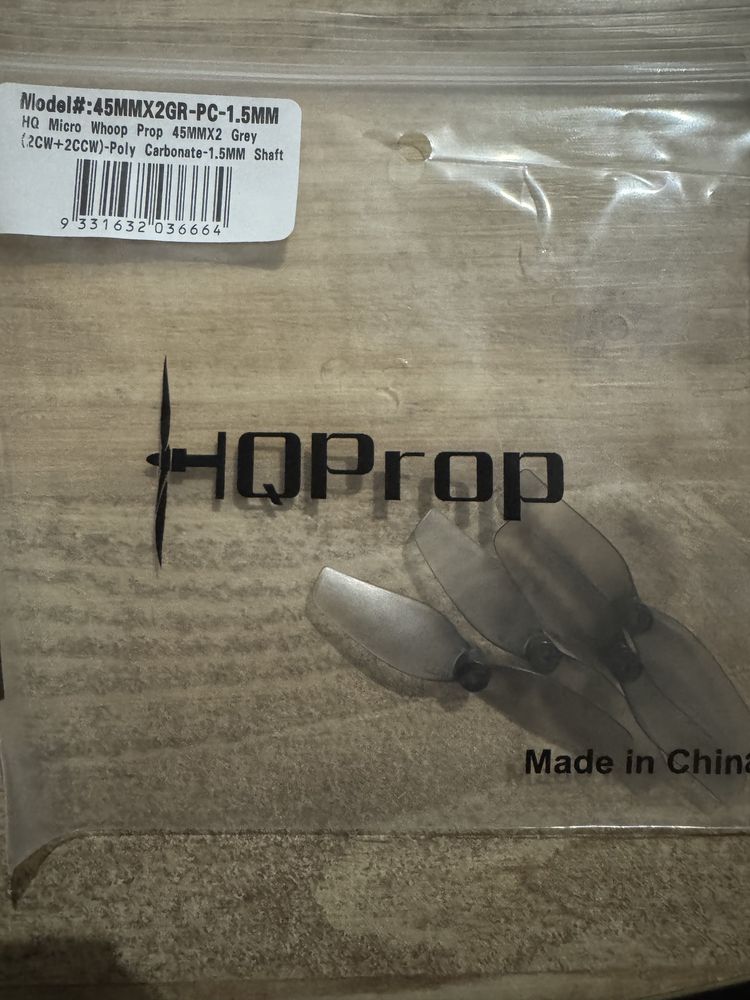 Model#:45MMX2GR-PC-1.5MM
HQ Micro Whoop Prop 45MMX2 Grey
(2CW+2CCW)-Poly Carbonate-1.5MM Shaft
9 331632 036664
HQProp
Made in China